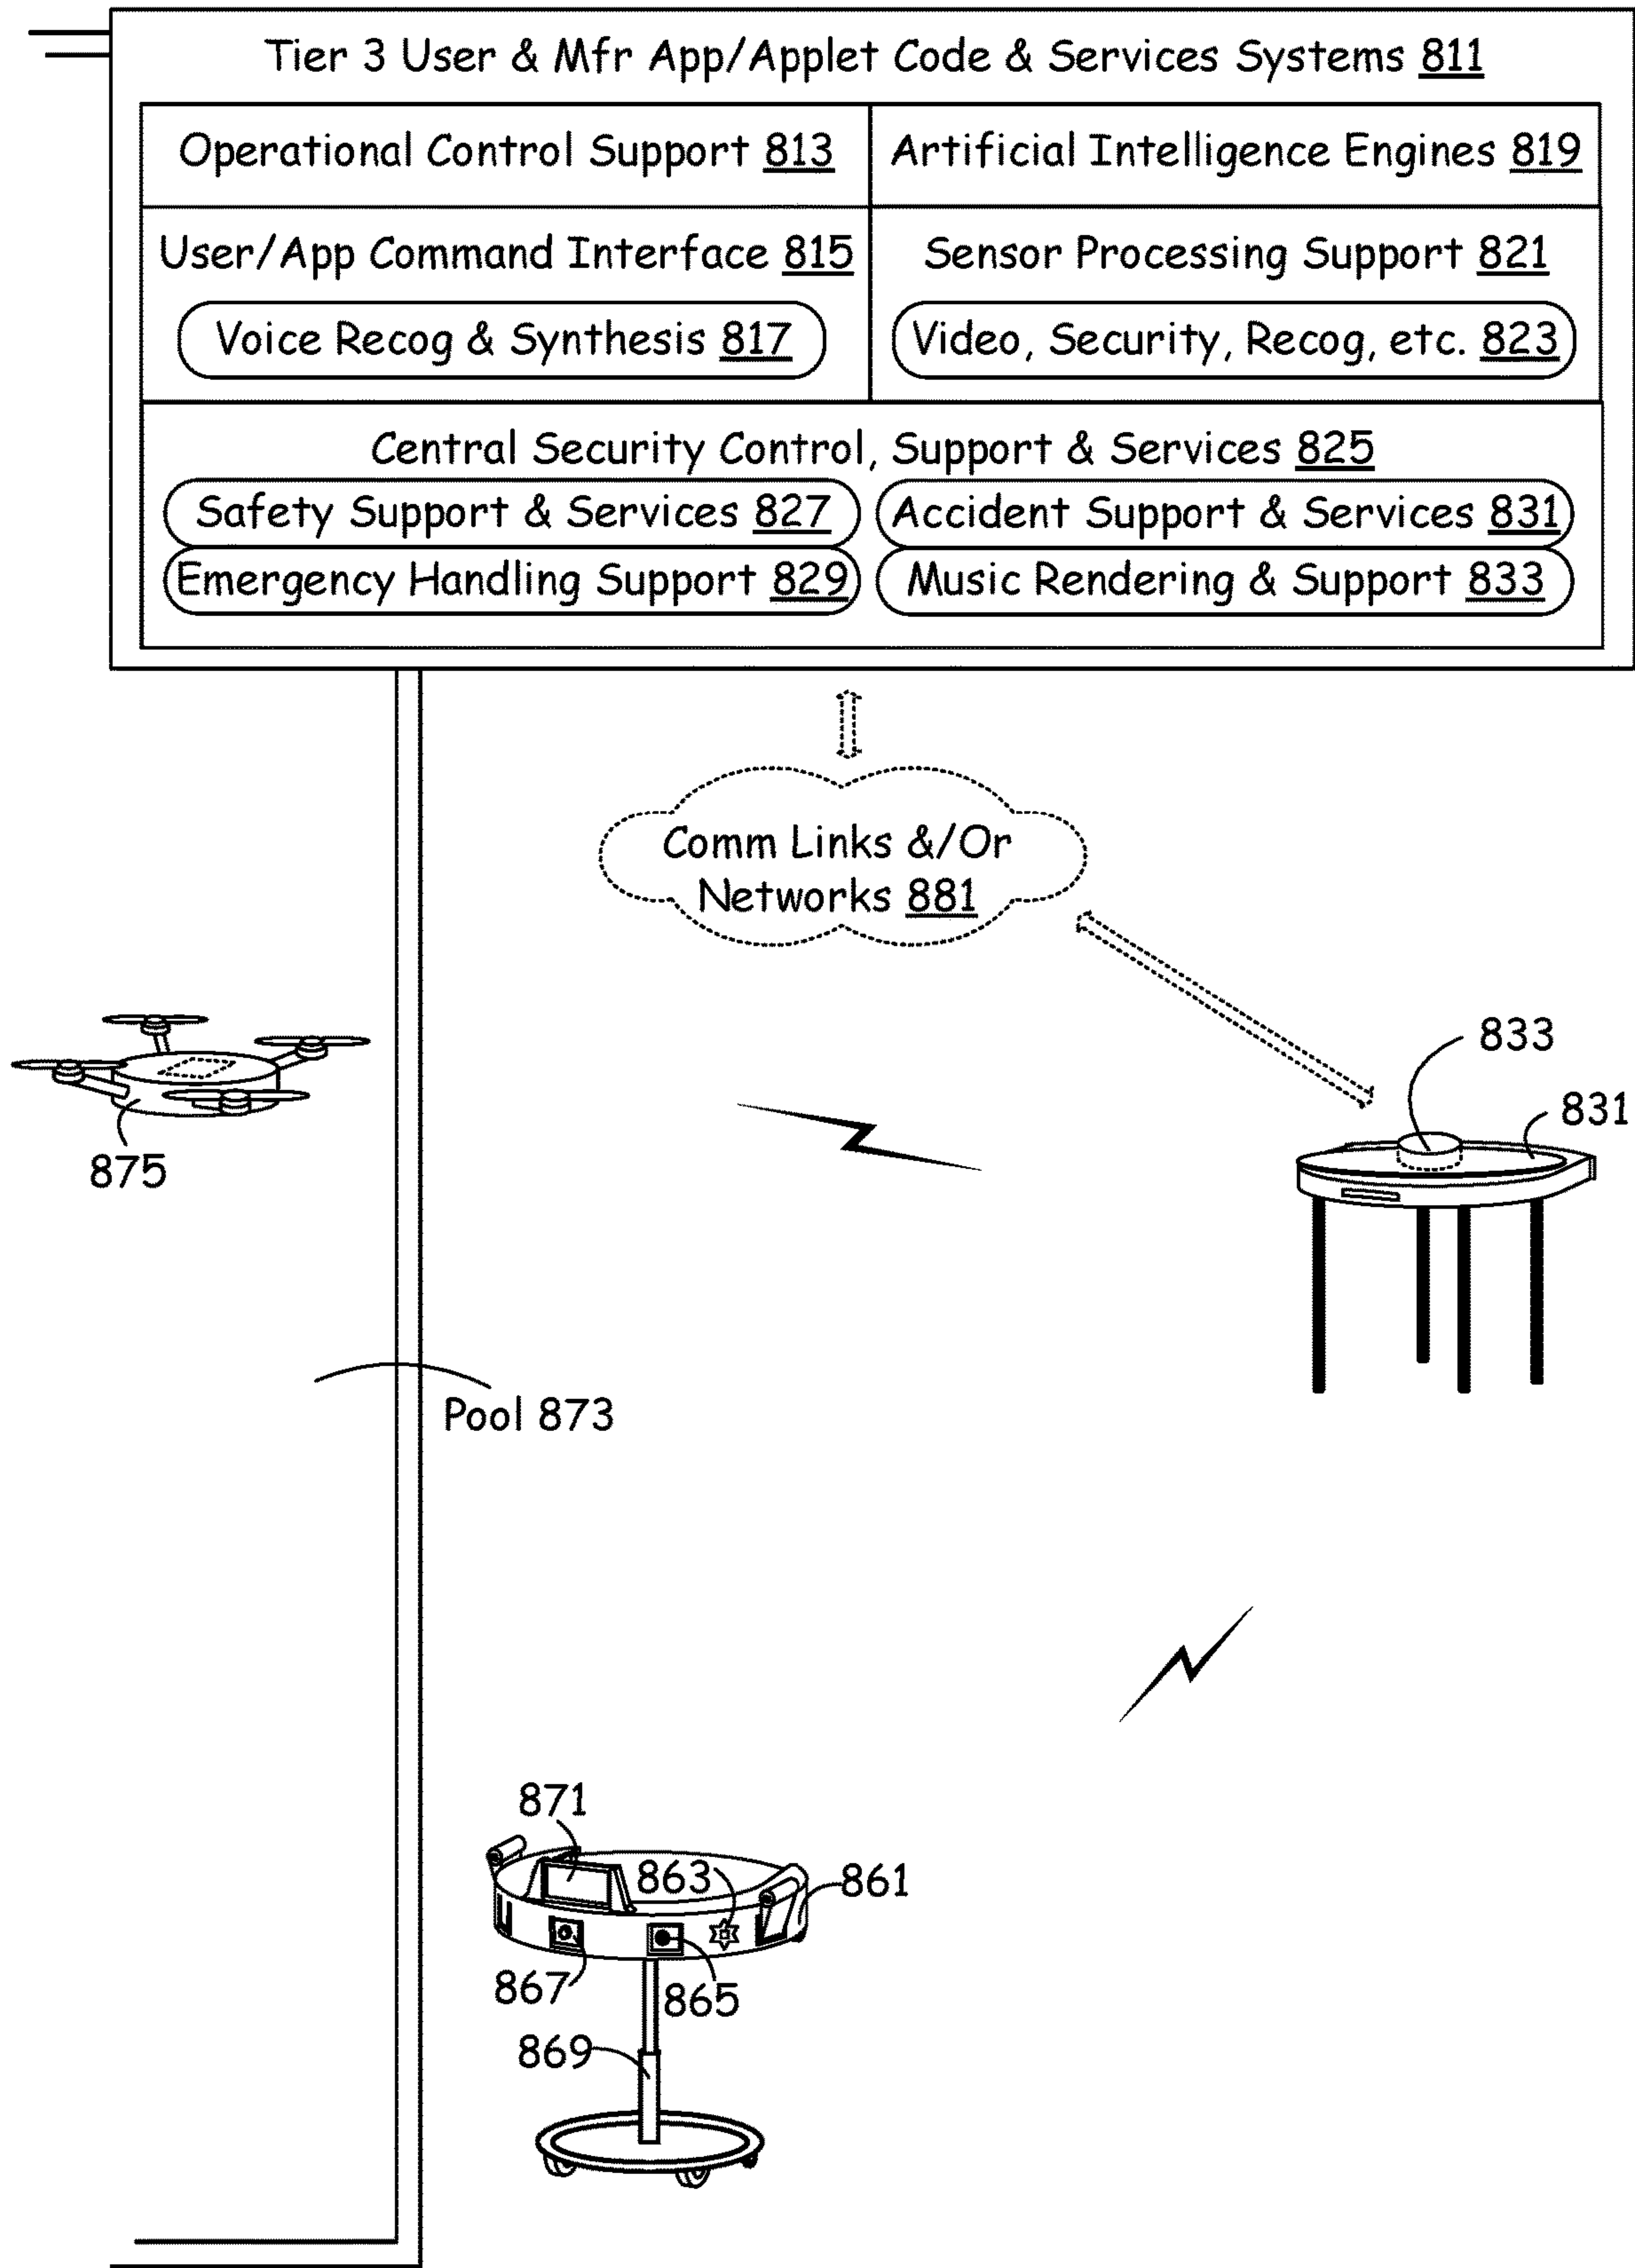 Tier 3 User & Mfr App/Applet Code & Services Systems 811
Operational Control Support 813
Artificial Intelligence Engines 819
User/App Command Interface 815
Sensor Processing Support 821
Voice Recog & Synthesis 817
Video, Security, Recog, etc. 823
Central Security Control, Support & Services 825
Safety Support & Services 827
Accident Support & Services 831
Emergency Handling Support 829
Music Rendering & Support 833
Comm Links &/Or
Networks 881
833
831
875
Pool 873
871
863
861
867
865
869